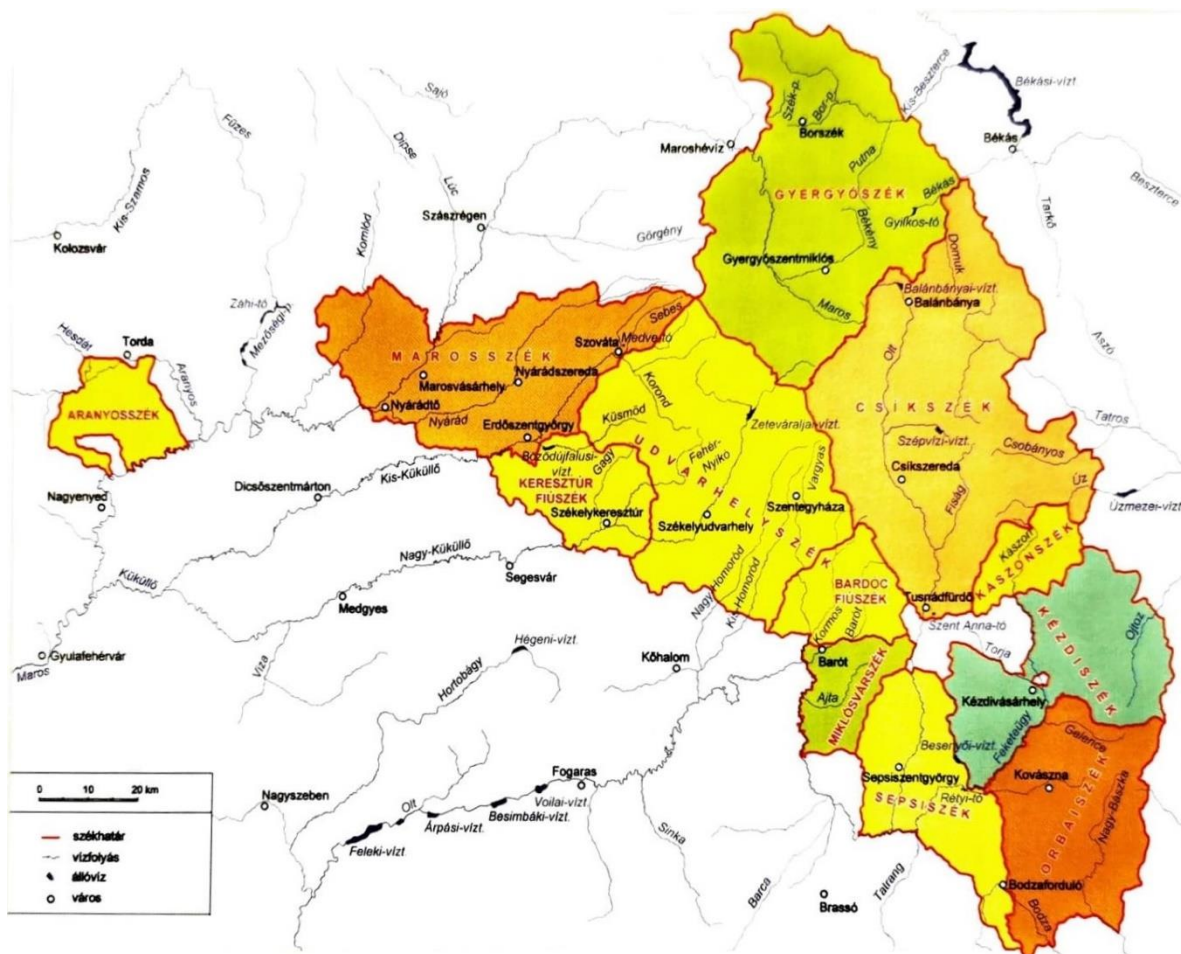 Békási-vízt.
Kis-Beszterce
Sajó
Szék-p.
Bor-p.
Borszék
Füzes
Dipse
Maroshévíz
Békás
Putna
Lúc
Beszterce
Kis-Szamos
GYERGYÓSZÉK
Békás
Tarkő
Szászrégen
Gyilkos-tó
Kolozsvár
Komlód
Görgény
Békény
Domuk
Gyergyószentmiklós
Balánbányai-vízt.
Balánbánya
Záhi-tó
Maros
Mezőségi-p.
Sebes
Hesdát
Torda
Medve-tó
Szováta
Aszó
Olt
MAROSSZÉK
Aranyos
Marosvásárhely
Nyárádszereda
Korond
ARANYOSSZÉK
Nyárádtő
CSÍKSZÉK
Nyárád
Küsmöd
Zeteváraljai-vízt.
Tatros
Erdőszentgyörgy
Szépvízi-vízt.
Csobányos
Bözödújfalusi-vízt.
Gagy
Fehér-Nyikó
UDVARHELYSZÉK
Vargyas
Kis-Küküllő
KERESZTÚR
FIÚSZÉK
Csíkszereda
Úz
Nagyenyed
Dicsőszentmárton
Szentegyháza
Fiság
Úzmezei-vízt.
Székelykeresztúr
Székelyudvarhely
Nagy-Küküllő
Kászon
KÁSZONSZÉK
Küküllő
Segesvár
Nagy-Homoród
Kis-Homoród
BARDOC
FIÚSZÉK
Medgyes
Tusnádfürdő
Szent Anna-tó
Kormos
Barót
KÉZDISZÉK
Ojtoz
Hégeni-vízt.
Torja
Gyulafehérvár
Maros
Viza
Kőhalom
Barót
Hortobágy
Ajta
MIKLÓSVÁRSZÉK
Kézdivásárhely
Feketeügy
Besenyői-vízt.
Gelence
Sepsiszentgyörgy
Kovászna
Fogaras
SEPSISZÉK
Rétyi-tó
ORBAISZÉK
Nagy-Bászka
0 10 20 km
Nagyszeben
Olt
Voilai-vízt.
Besimbáki-vízt.
Árpási-vízt.
Feleki-vízt.
Sinka
székhatár
vízfolyás
állóvíz
város
Barca
Brassó
Tatrang
Bodzaforduló
Bodza